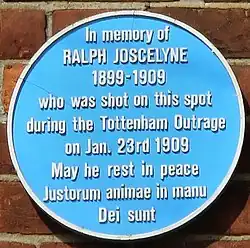 In memory of
RALPH JOSCELYNE
1899-1909
who was shot on this spot
during the Tottenham Outrage
on Jan. 23rd 1909
May he rest in peace
Justorum animae in manu
Dei sunt